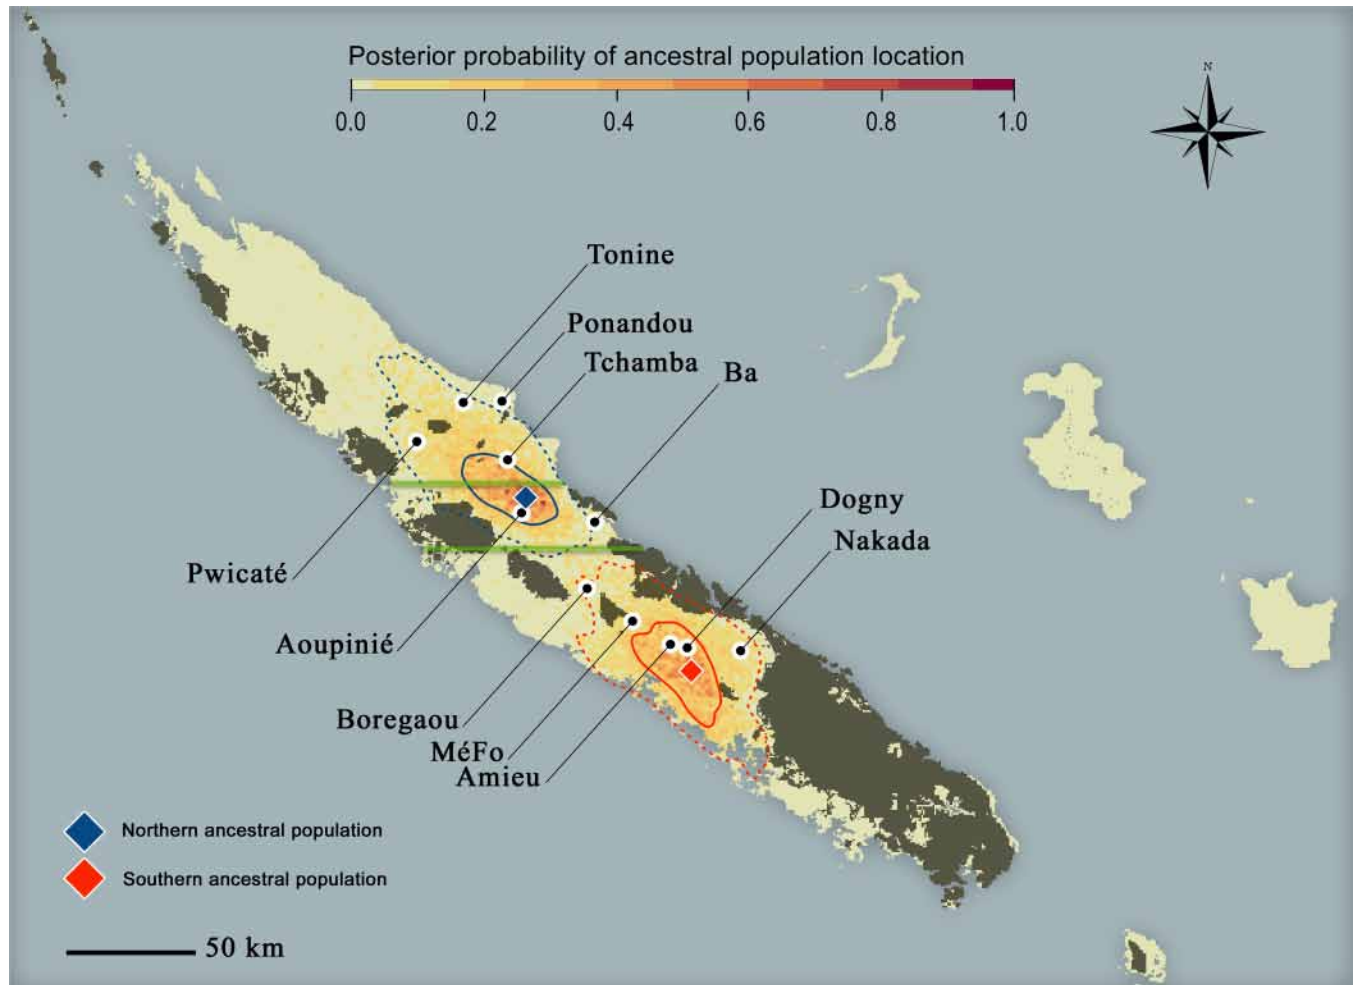 Posterior probability of ancestral population location
0.0 0.2 0.4 0.6 0.8 1.0
N
Tonine
Ponandou
Tchamba
Ba
Dogny
Nakada
Pwicaté
Aoupinié
Boregaou
MéFo
Amieu
Northern ancestral population
Southern ancestral population
50 km